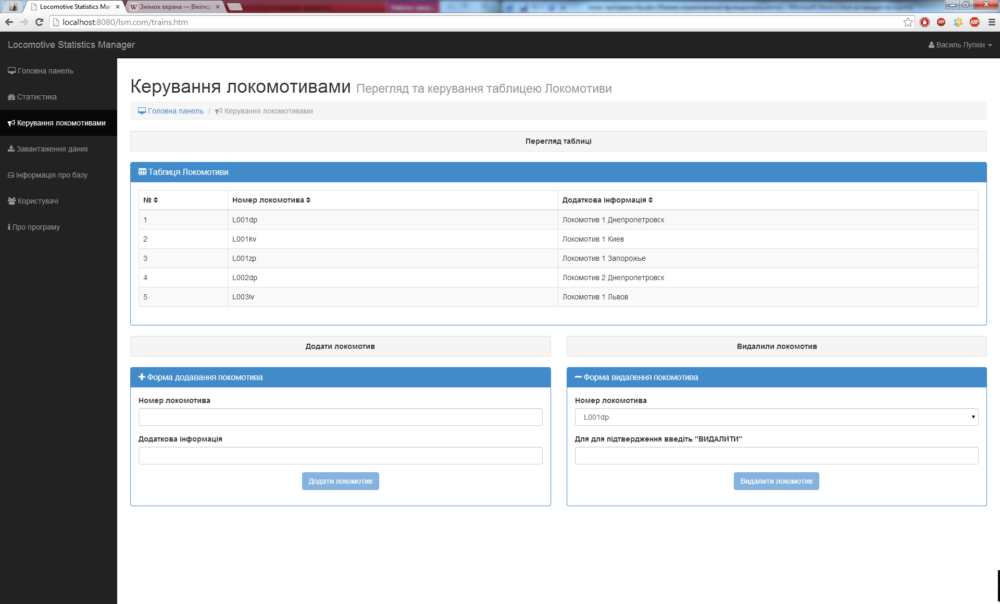 Locomotive Statistics Mar
Знімок екрана — Вікіпед
localhost:8080/lsm.com/trains.htm
ABP
ABP
Locomotive Statistics Manager
Василь Пупкін
Головна панель
Статистика
Керування локомотивами
Завантаження даних
Інформація про базу
Користувачі
Про програму
Керування локомотивами Перегляд та керування таблицею Локомотиви
Головна панель / Керування локомотивами
Перегляд таблиці
Таблиця Локомотиви
№ Номер локомотива Додаткова інформація
1 L001dp Локомотив 1 Днепропетровск
2 L001kv Локомотив 1 Киев
3 L001zp Локомотив 1 Запорожье
4 L002dp Локомотив 2 Днепропетровск
5 L003lv Локомотив 1 Львов
Додати локомотив
Форма додавання локомотива
Номер локомотива
Додаткова інформація
Додати локомотив
Видалили локомотив
Форма видалення локомотива
Номер локомотива
L001dp
Для для підтвердження введіть "ВИДАЛИТИ"
Видалити локомотив